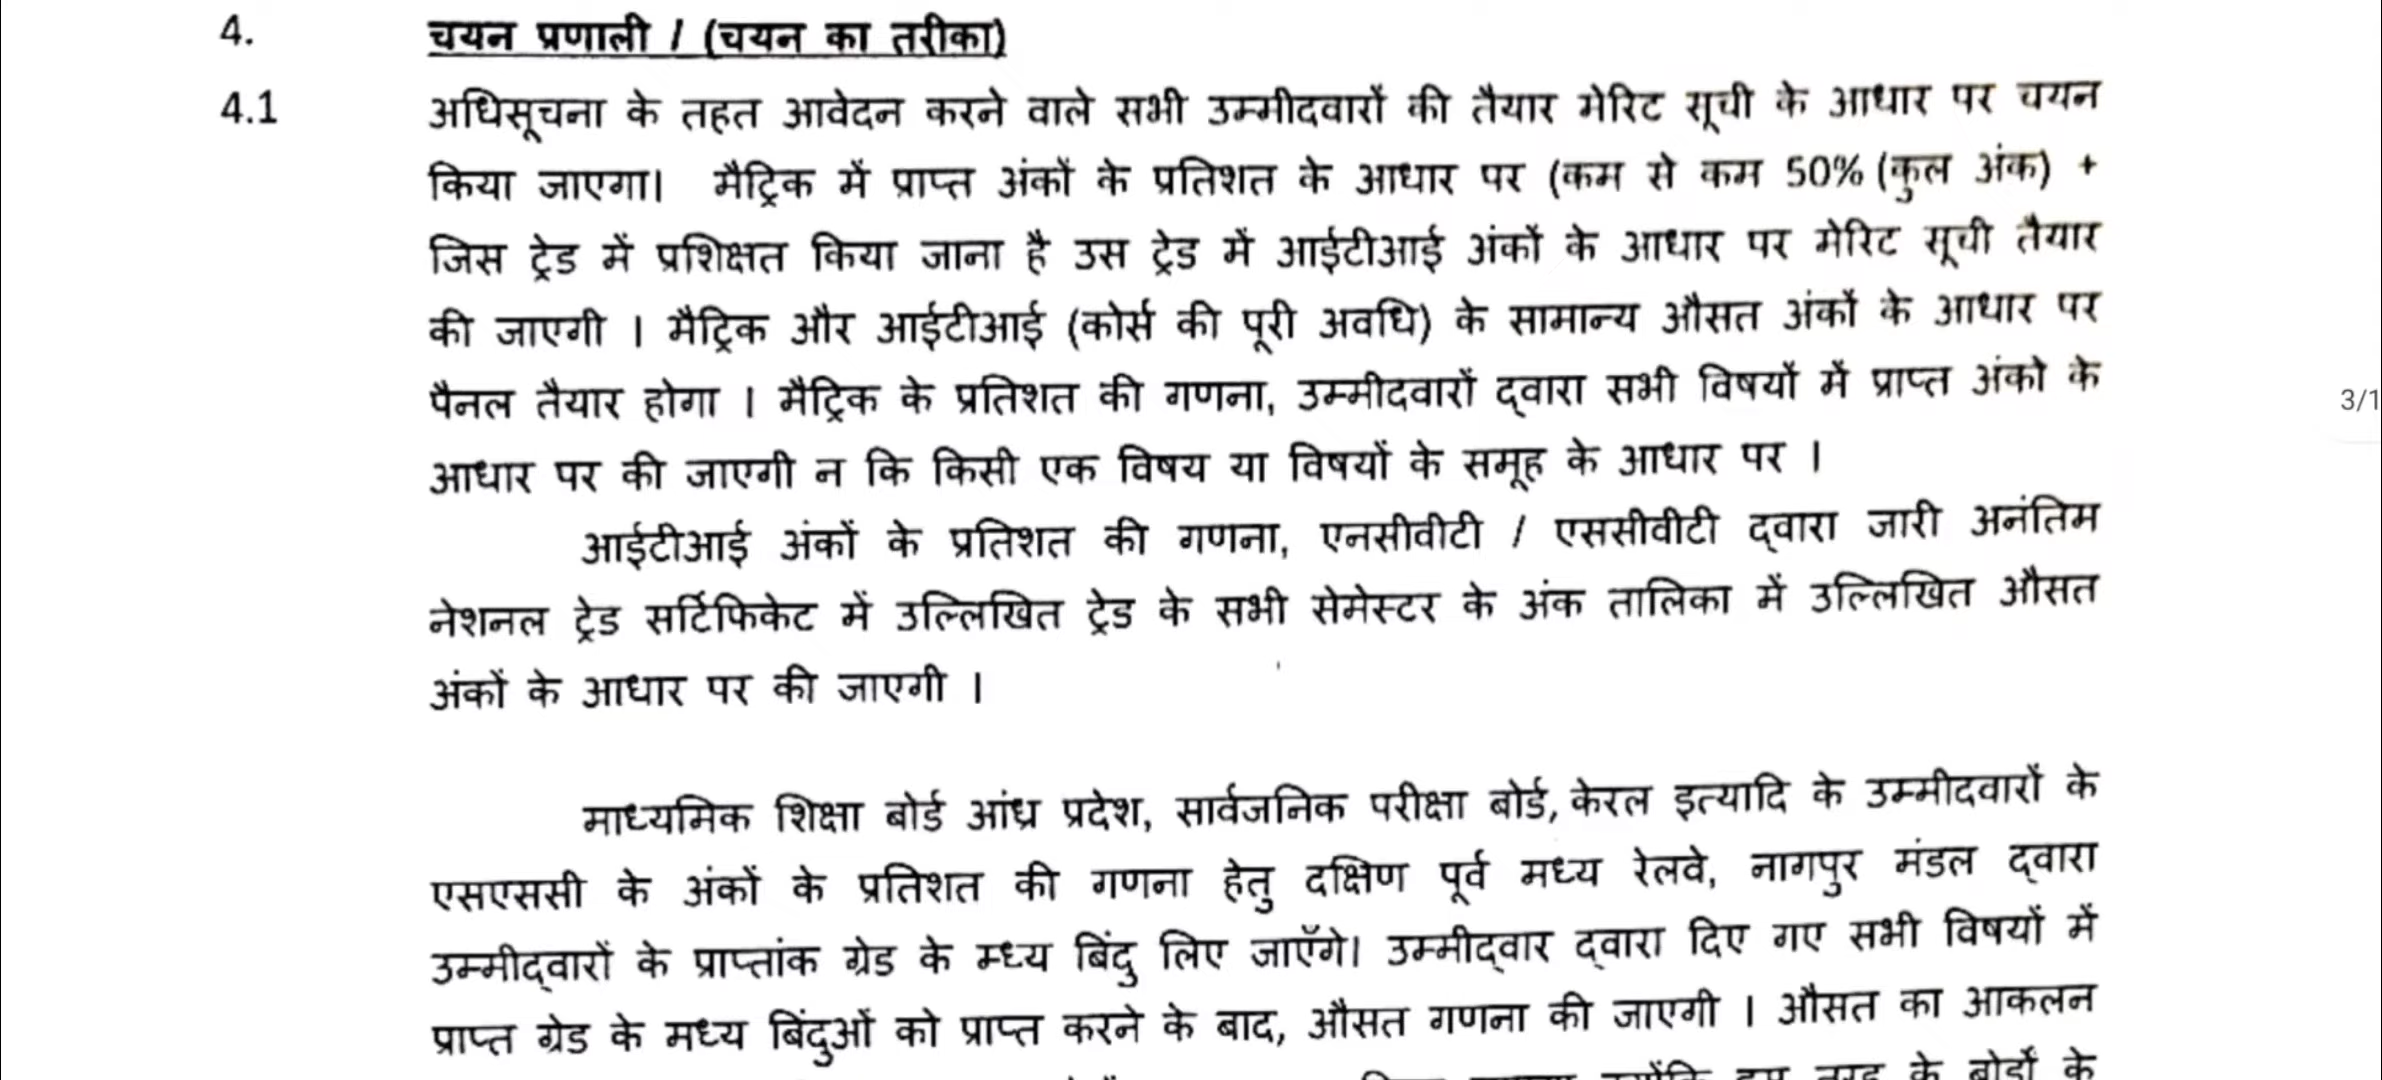 4. चयन प्रणाली / (चयन का तरीका)
4.1 अधिसूचना के तहत आवेदन करने वाले सभी उम्मीदवारों की तैयार मेरिट सूची के आधार पर चयन
किया जाएगा। मैट्रिक में प्राप्त अंकों के प्रतिशत के आधार पर (कम से कम 50% (कुल अंक) +
जिस ट्रेड में प्रशिक्षत किया जाना है उस ट्रेड में आईटीआई अंकों के आधार पर मेरिट सूची तैयार
की जाएगी । मैट्रिक और आईटीआई (कोर्स की पूरी अवधि) के सामान्य औसत अंकों के आधार पर
पैनल तैयार होगा । मैट्रिक के प्रतिशत की गणना, उम्मीदवारों द्वारा सभी विषयों में प्राप्त अंको के
3/1
आधार पर की जाएगी न कि किसी एक विषय या विषयों के समूह के आधार पर ।
आईटीआई अंकों के प्रतिशत की गणना, एनसीवीटी / एससीवीटी द्वारा जारी अनंतिम
नेशनल ट्रेड सर्टिफिकेट में उल्लिखित ट्रेड के सभी सेमेस्टर के अंक तालिका में उल्लिखित औसत
अंकों के आधार पर की जाएगी ।
माध्यमिक शिक्षा बोर्ड आंध्र प्रदेश, सार्वजनिक परीक्षा बोर्ड, केरल इत्यादि के उम्मीदवारों के
एसएससी के अंकों के प्रतिशत की गणना हेतु दक्षिण पूर्व मध्य रेलवे, नागपुर मंडल द्वारा
उम्मीद्वारों के प्राप्तांक ग्रेड के म्ध्य बिंदु लिए जाएँगे। उम्मीद्वार द्वारा दिए गए सभी विषयों में
प्राप्त ग्रेड के मध्य बिंदुओं को प्राप्त करने के बाद, औसत गणना की जाएगी । औसत का आकलन
के बोर्डों के